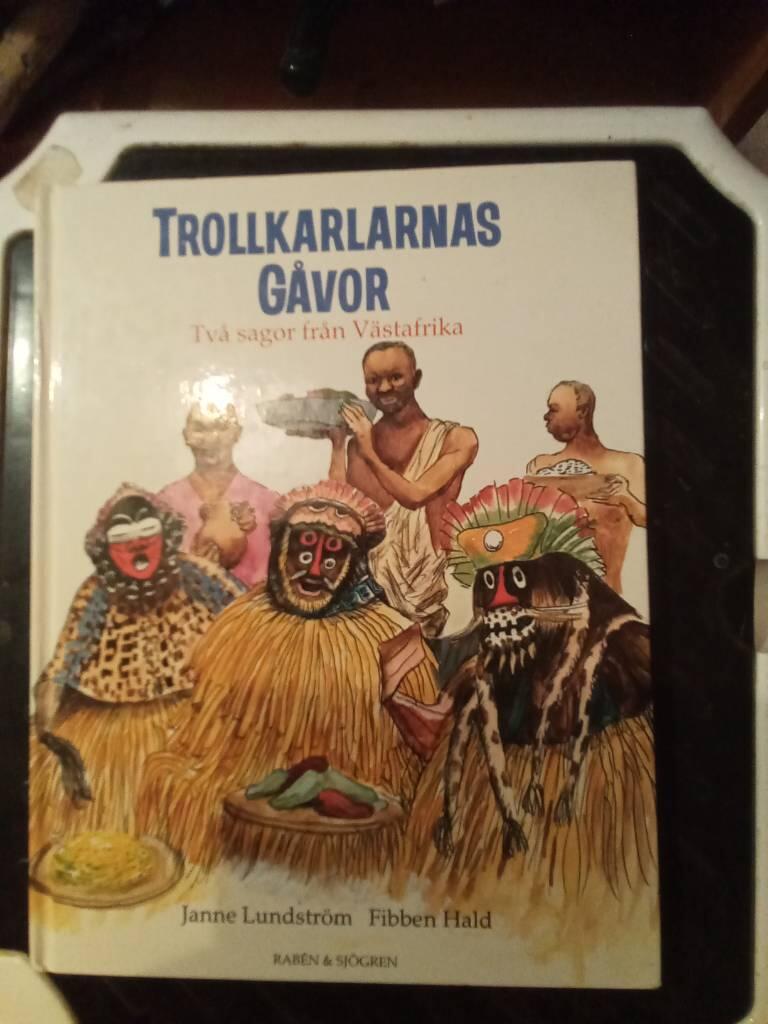 TROLLKARLARNAS
GÅVOR
Två sagor från Västafrika
Janne Lundström Fibben Hald
RABÉN & SJÖGREN